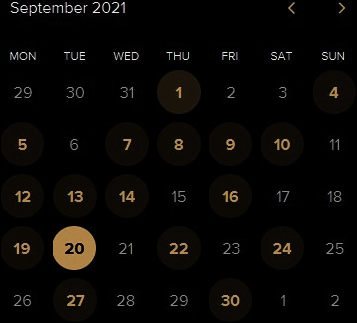 September 2021
MON TUE WED THU FRI SAT SUN
29 30 31 1 2 3 4
5 6 7 8 9 10 11
12 13 14 15 16 17 18
19 20 21 22 23 24 25
26 27 28 29 30 1 2